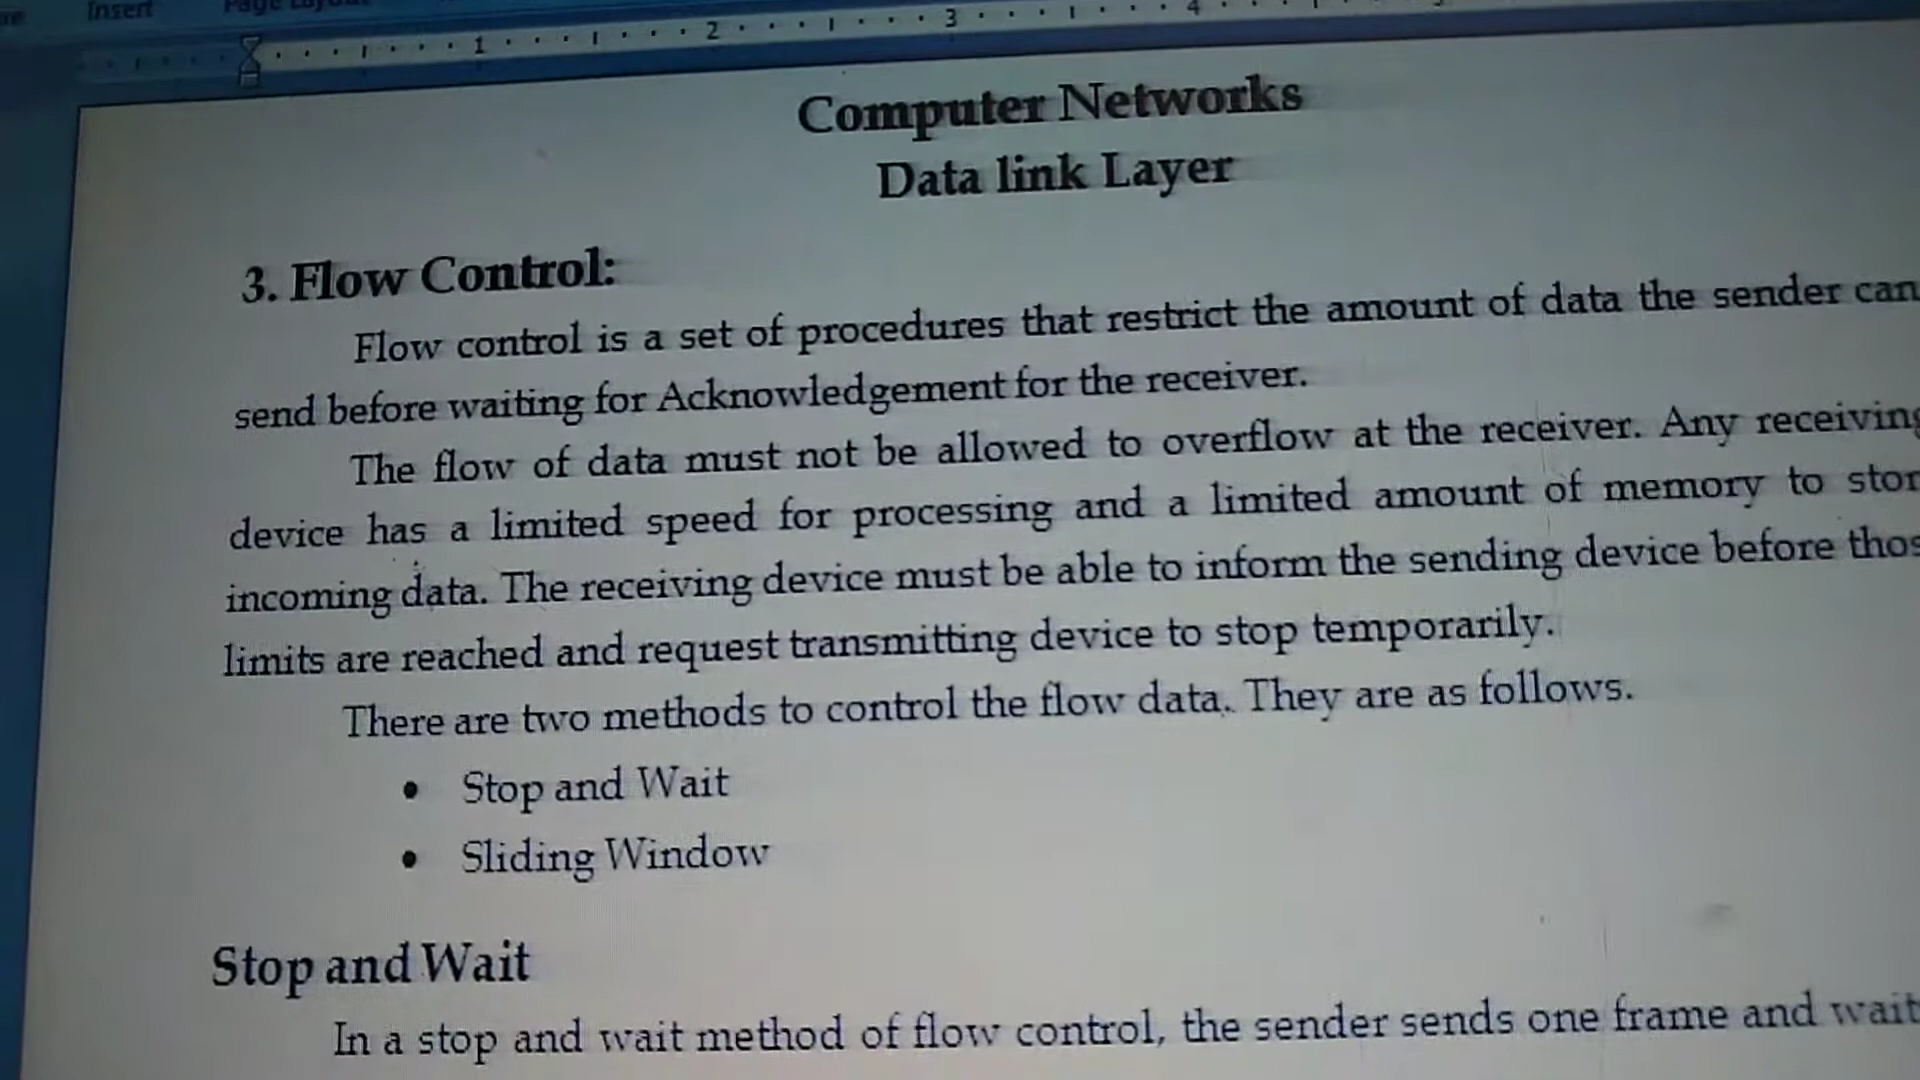 Insert Page Layout
1 2 3 4
Computer Networks
Data link Layer
3. Flow Control:
Flow control is a set of procedures that restrict the amount of data the sender can
send before waiting for Acknowledgement for the receiver.
The flow of data must not be allowed to overflow at the receiver. Any receiving
device has a limited speed for processing and a limited amount of memory to stor
incoming data. The receiving device must be able to inform the sending device before thos
limits are reached and request transmitting device to stop temporarily.
There are two methods to control the flow data. They are as follows.
• Stop and Wait
• Sliding Window
Stop and Wait
In a stop and wait method of flow control, the sender sends one frame and wait